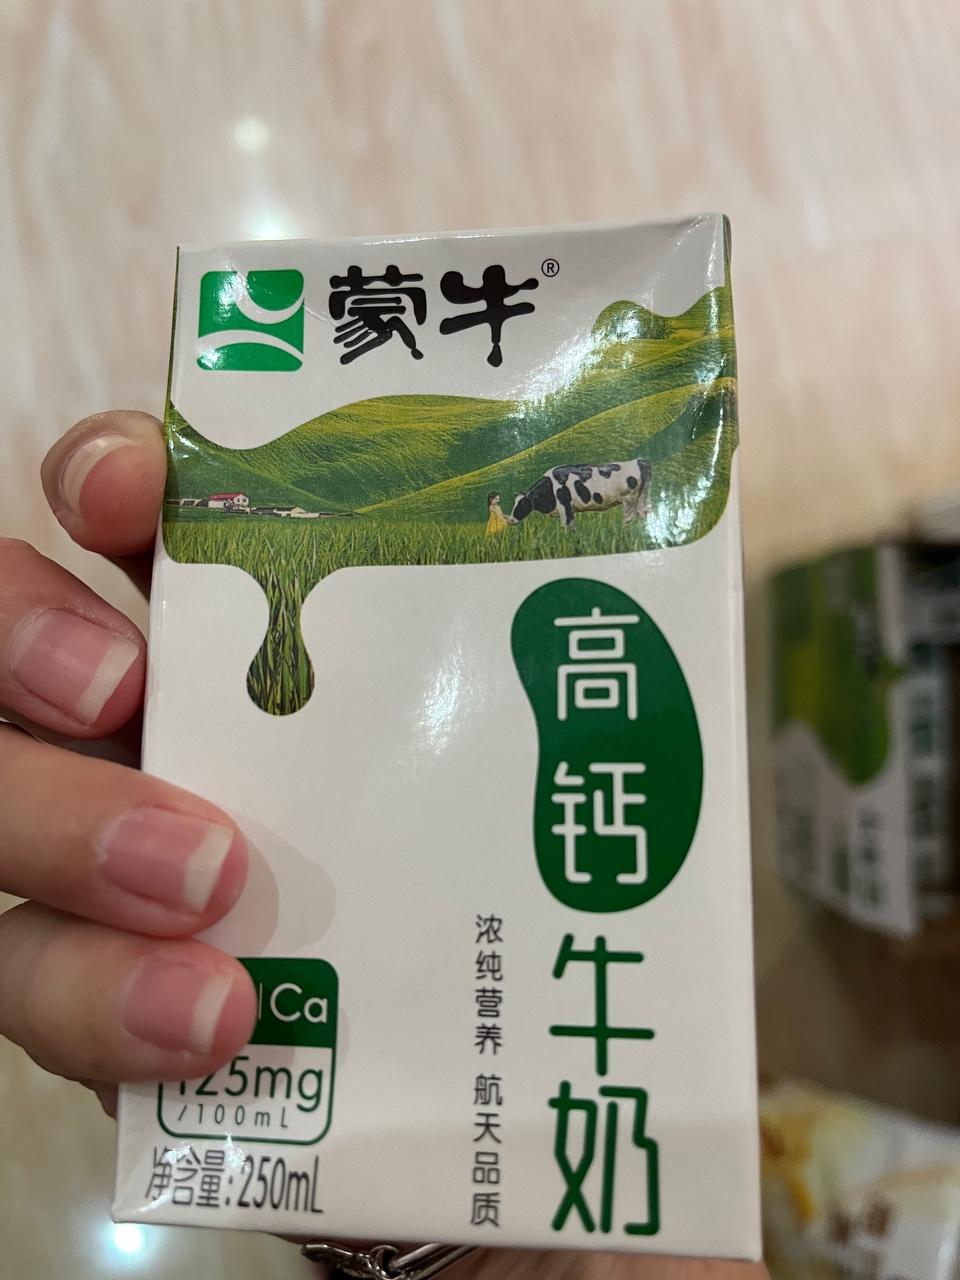 蒙牛®
高钙牛奶
浓纯营养 航天品质
Ca
125mg
/100mL
净含量:250mL